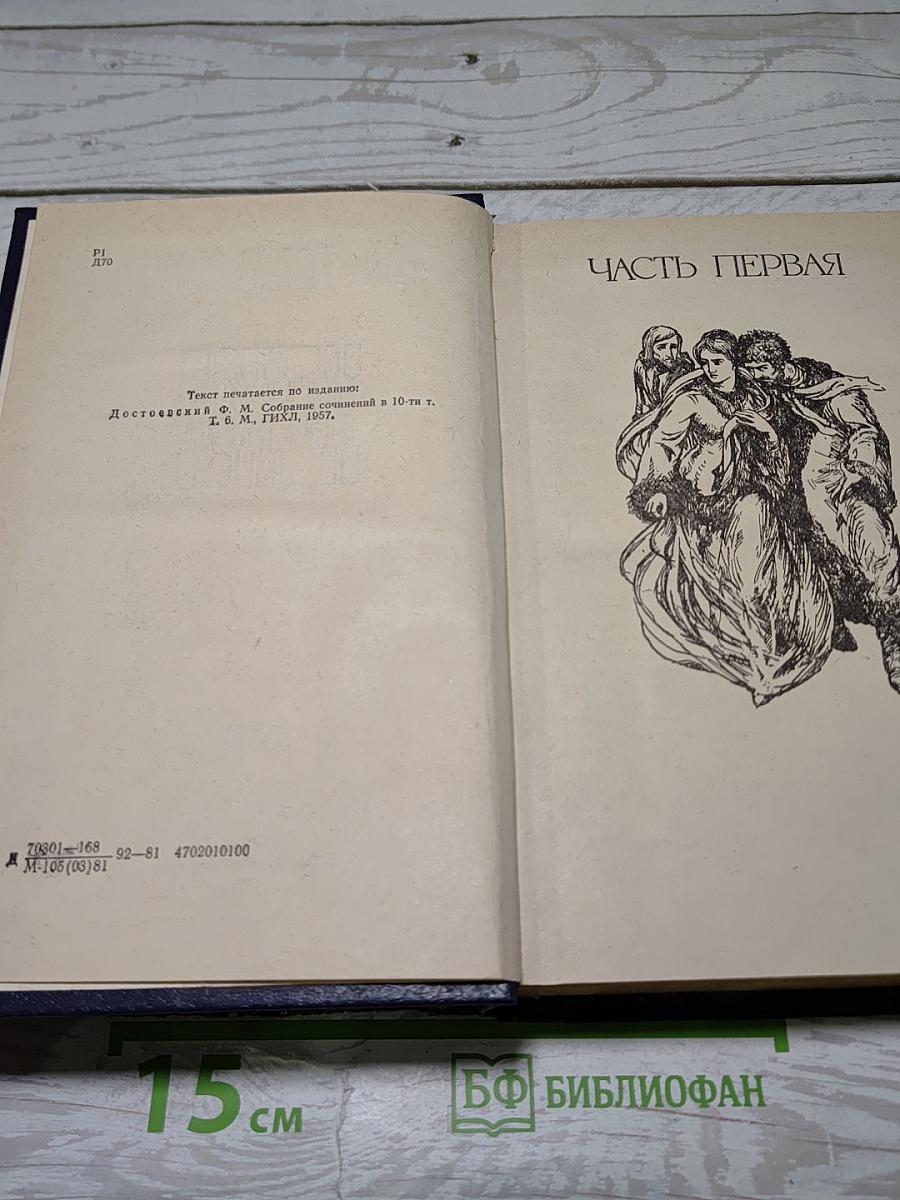 Р1
Д70
Текст печатается по изданию:
Достоевский Ф. М. Собрание сочинений в 10-ти т.
Т. 6. М., ГИХЛ, 1957.
Д 70301—168 92—81 4702010100
М-105(03)81
ЧАСТЬ ПЕРВАЯ
15 см
БФ БИБЛИОФАН